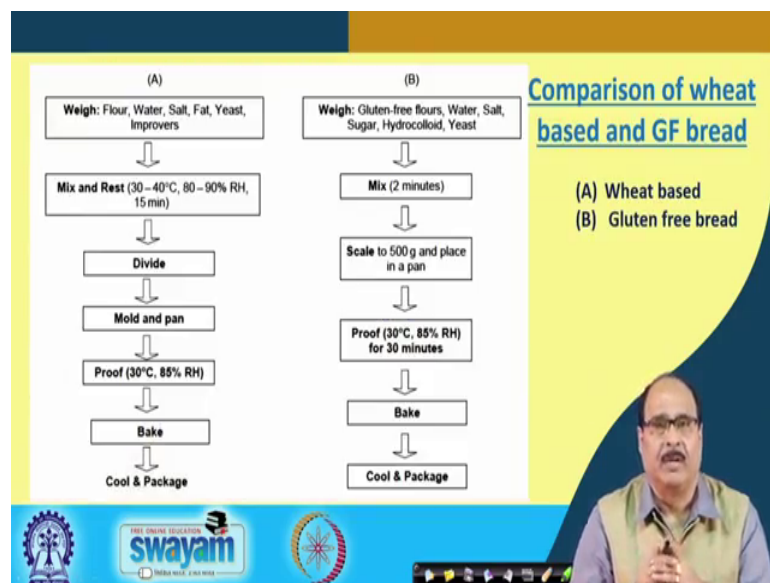 (A)
Weigh: Flour, Water, Salt, Fat, Yeast,
Improvers
Mix and Rest (30–40°C, 80–90% RH,
15 min)
Divide
Mold and pan
Proof (30°C, 85% RH)
Bake
Cool & Package
(B)
Weigh: Gluten-free flours, Water, Salt,
Sugar, Hydrocolloid, Yeast
Mix (2 minutes)
Scale to 500 g and place
in a pan
Proof (30°C, 85% RH)
for 30 minutes
Bake
Cool & Package
Comparison of wheat
based and GF bread
(A) Wheat based
(B) Gluten free bread
FREE ONLINE EDUCATION
swayam